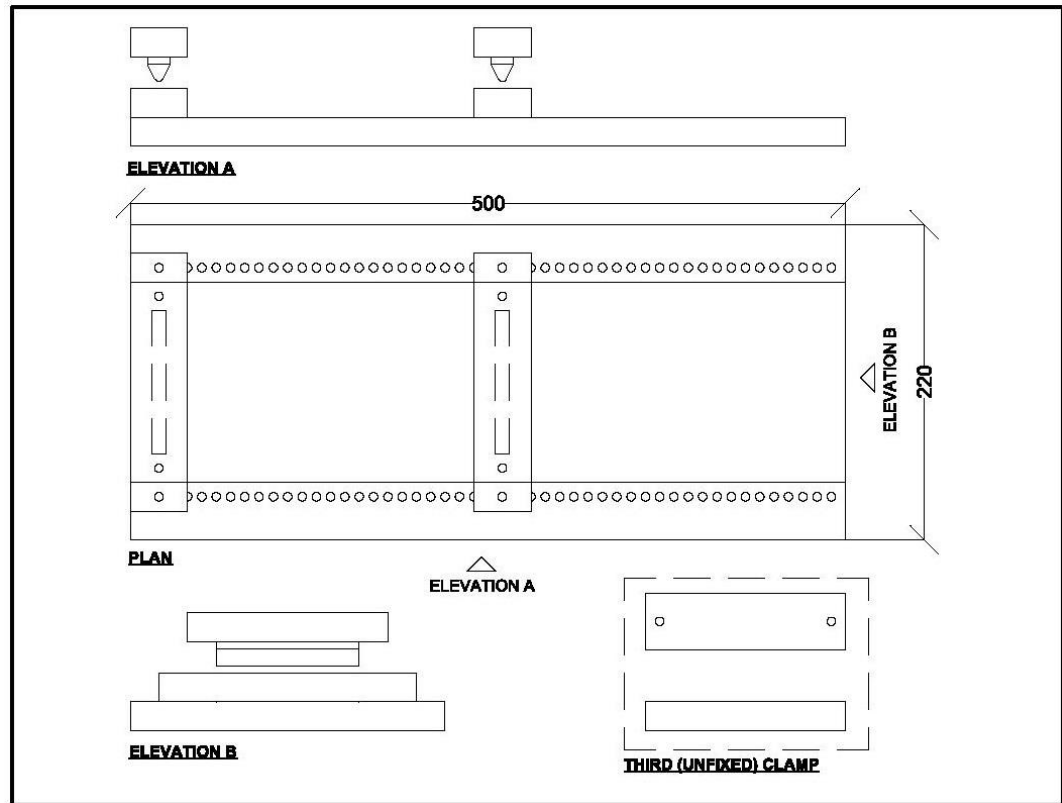 ELEVATION A
500
ELEVATION B
220
PLAN
ELEVATION A
ELEVATION B
THIRD (UNFIXED) CLAMP